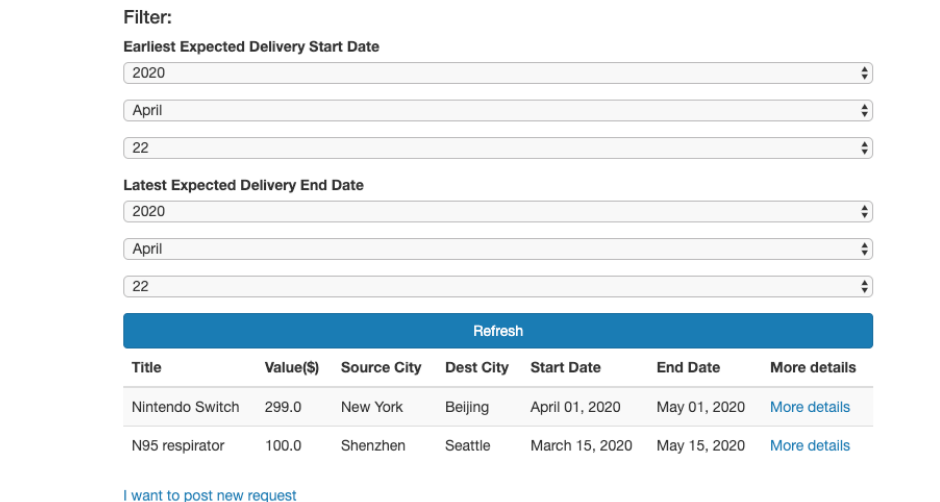 Filter:
Earliest Expected Delivery Start Date
2020
April
22
Latest Expected Delivery End Date
2020
April
22
Refresh
Title Value($) Source City Dest City Start Date End Date More details
Nintendo Switch 299.0 New York Beijing April 01, 2020 May 01, 2020 More details
N95 respirator 100.0 Shenzhen Seattle March 15, 2020 May 15, 2020 More details
I want to post new request